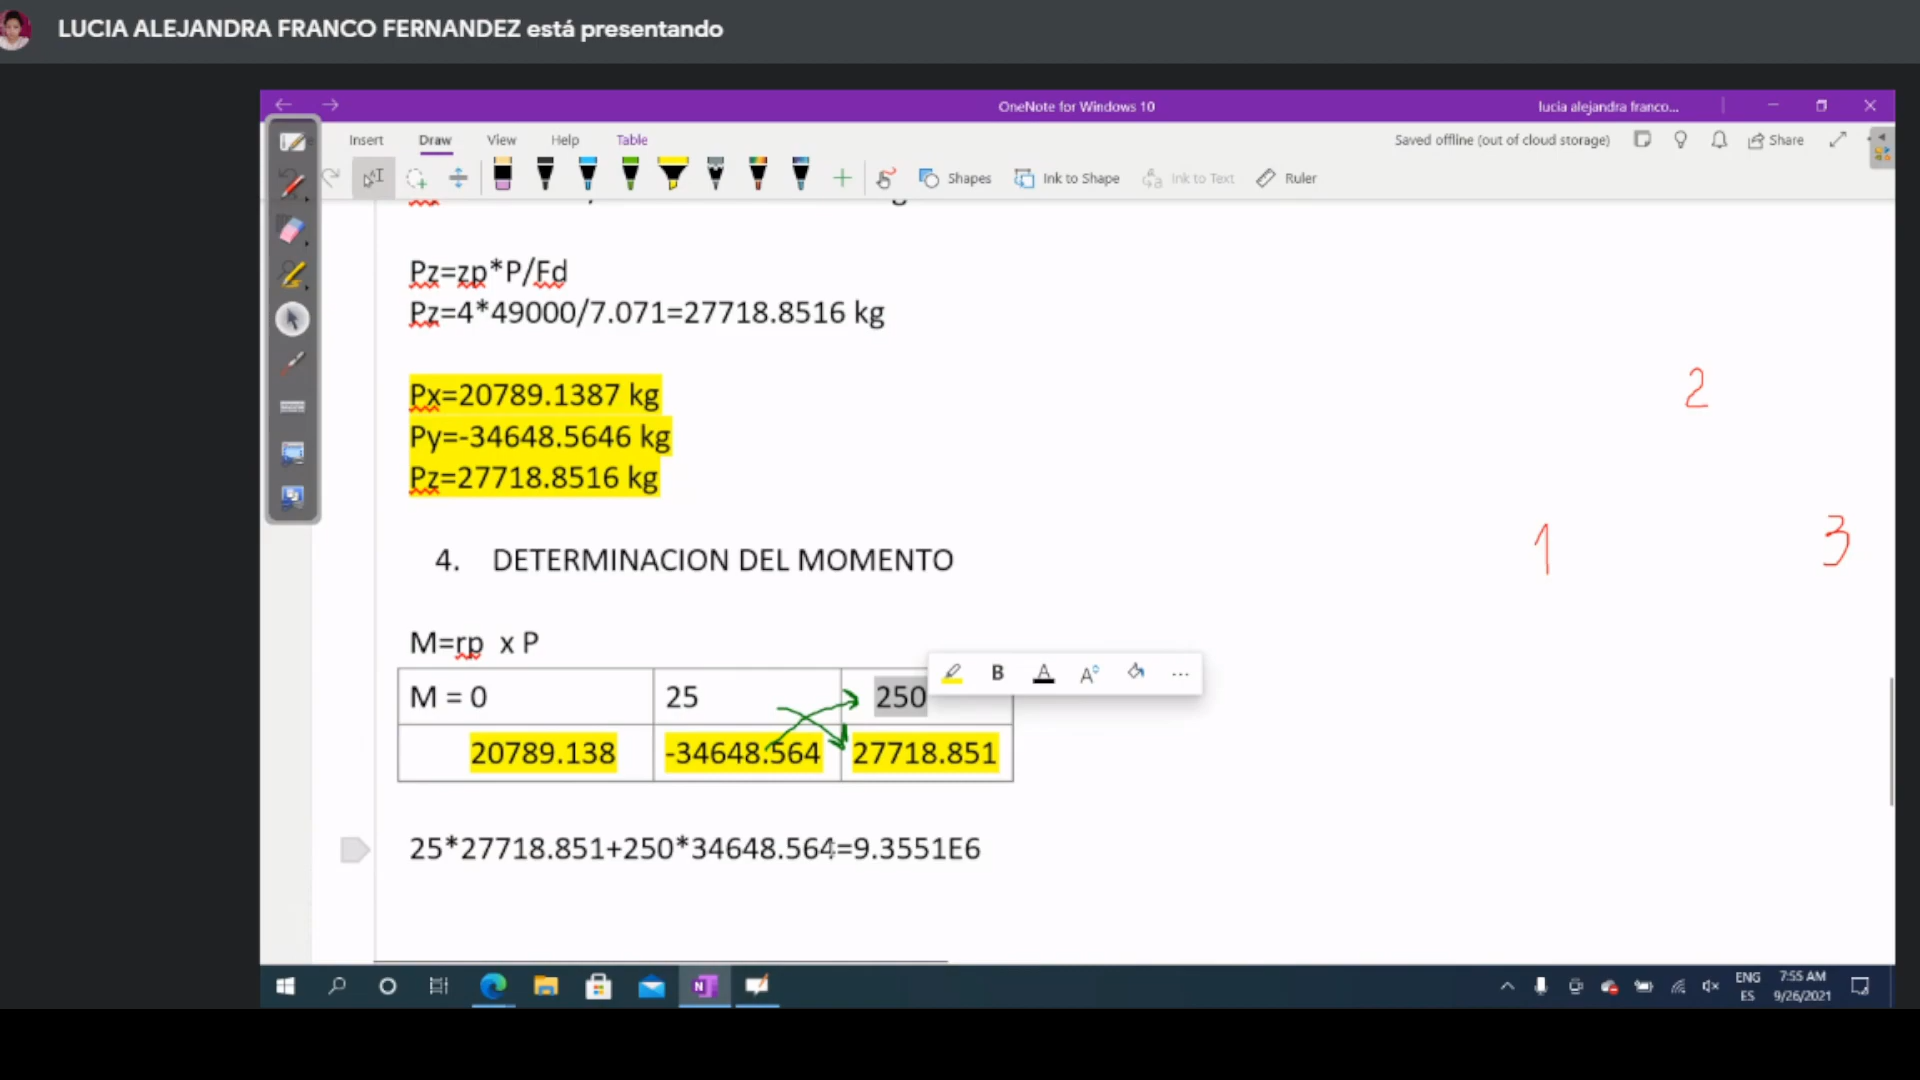 LUCIA ALEJANDRA FRANCO FERNANDEZ está presentando
OneNote for Windows 10
lucia alejandra franco...
Insert Draw View Help Table
Saved offline (out of cloud storage)
Share
Shapes Ink to Shape Ink to Text Ruler
Pz=zp*P/Fd
Pz=4*49000/7.071=27718.8516 kg
Px=20789.1387 kg
2
Py=-34648.5646 kg
Pz=27718.8516 kg
4. DETERMINACION DEL MOMENTO
1 3
M=rp x P
M = 0 25 250
20789.138 -34648.564 27718.851
25*27718.851+250*34648.564=9.3551E6
ENG
ES
7:55 AM
9/26/2021